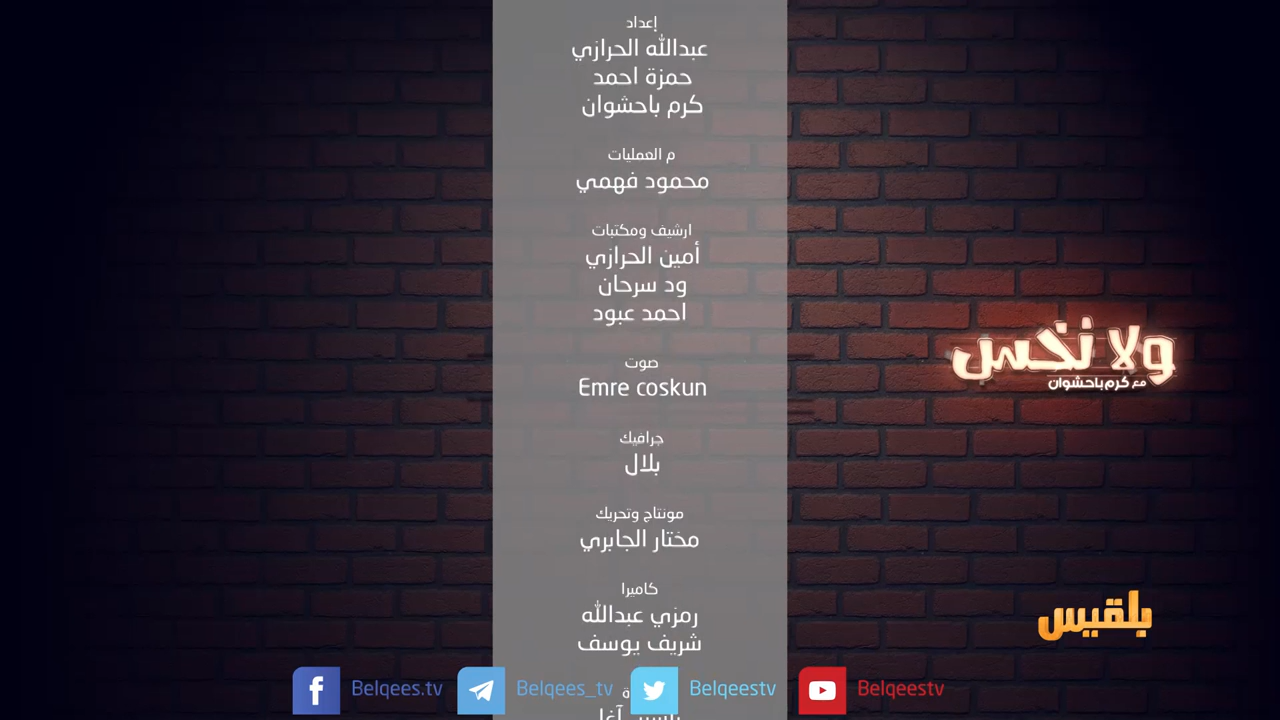 إعداد
عبدالله الحرازي
حمزة احمد
كرم باحشوان
م العمليات
محمود فهمي
ارشيف ومكتبات
أمين الحرازي
ود سرحان
احمد عبود
صوت
Emre coskun
جرافيك
بلال
مونتاج وتحريك
مختار الجابري
كاميرا
رمزي عبدالله
شريف يوسف
ولا نخس
مع كرم باحشوان
بلقيس
Belqees.tv
Belqees_tv
Belqeestv
Belqeestv